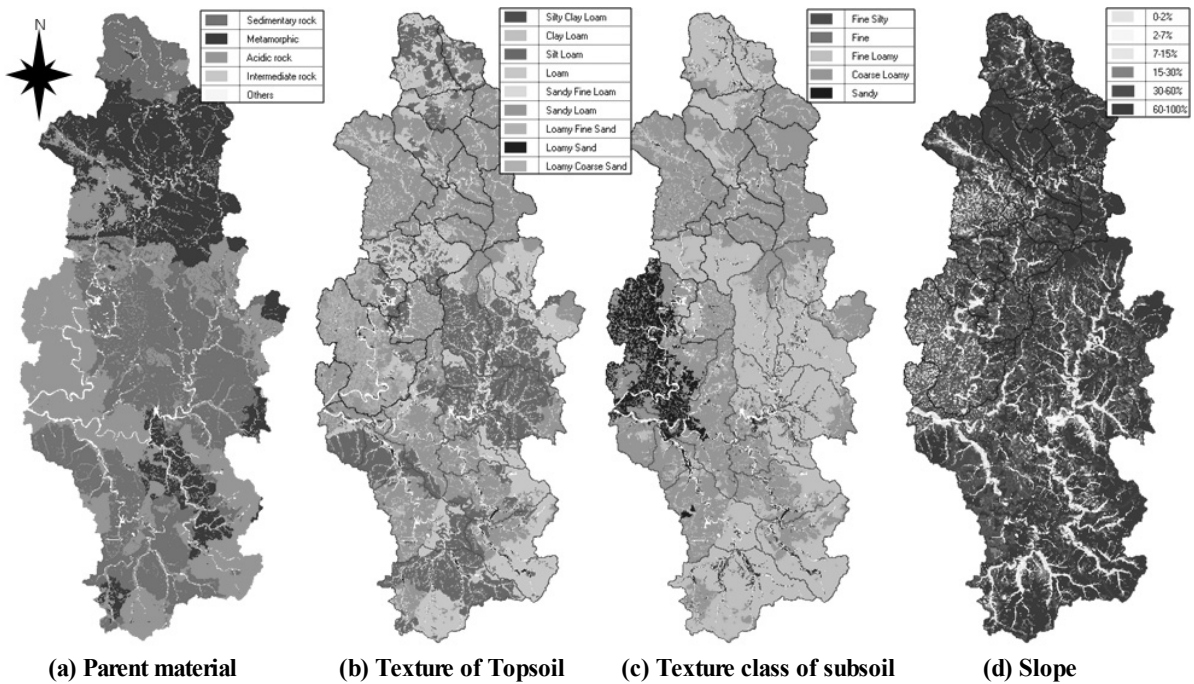 N
Sedimentary rock
Metamorphic
Acidic rock
Intermediate rock
Others
Silty Clay Loam
Clay Loam
Silt Loam
Loam
Sandy Fine Loam
Sandy Loam
Loamy Fine Sand
Loamy Sand
Loamy Coarse Sand
Fine Silty
Fine
Fine Loamy
Coarse Loamy
Sandy
0-2%
2-7%
7-15%
15-30%
30-60%
60-100%
(a) Parent material
(b) Texture of Topsoil
(c) Texture class of subsoil
(d) Slope